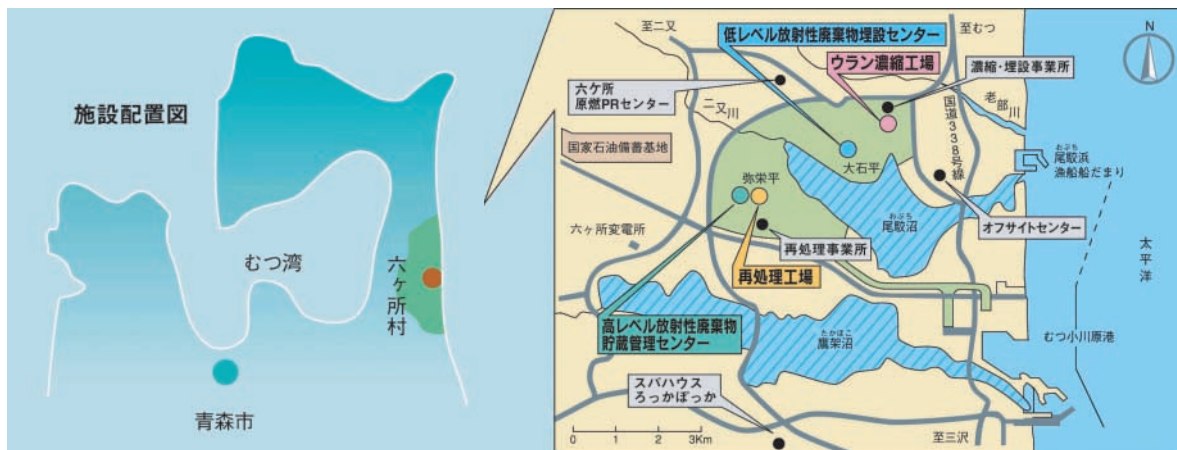 施設配置図
むつ湾
六ケ所村
青森市
至二又
低レベル放射性廃棄物埋設センター
至むつ
N
ウラン濃縮工場
濃縮・埋設事業所
六ケ所
原燃PRセンター
二又川
老部川
国道338号線
国家石油備蓄基地
大石平
おぶち
尾駮浜
漁船船だまり
弥栄平
おぶち
尾駮沼
オフサイトセンター
六ヶ所変電所
再処理事業所
太平洋
再処理工場
高レベル放射性廃棄物
貯蔵管理センター
たかほこ
鷹架沼
むつ小川原港
スパハウス
ろっかぽっか
至三沢
0 1 2 3Km